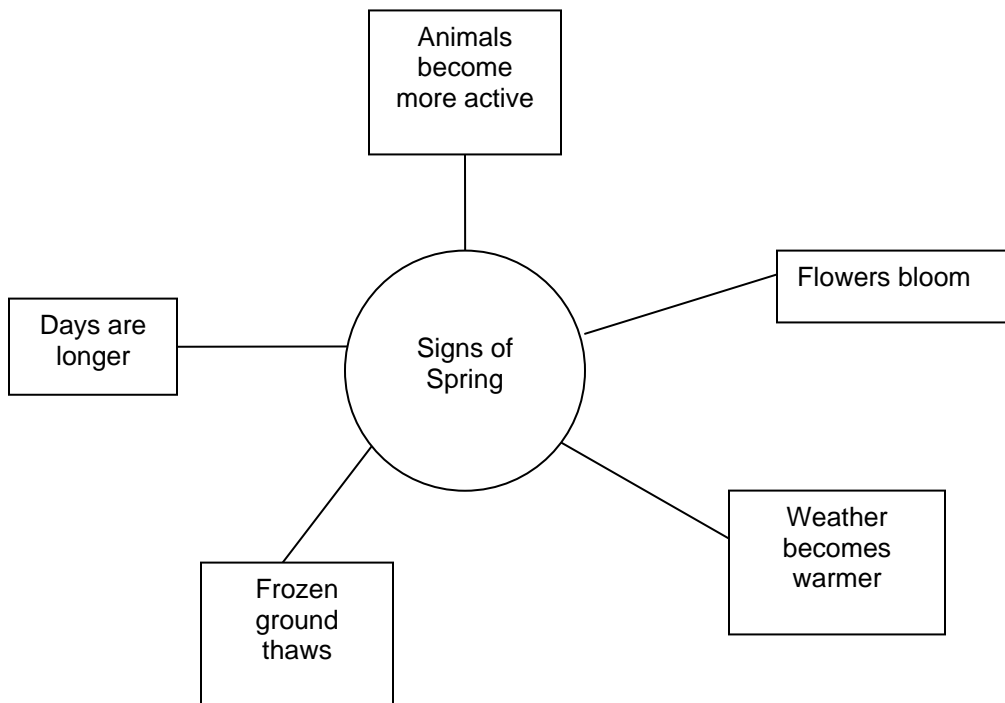 Animals
become
more active
Flowers bloom
Days are
longer
Signs of
Spring
Weather
becomes
warmer
Frozen
ground
thaws